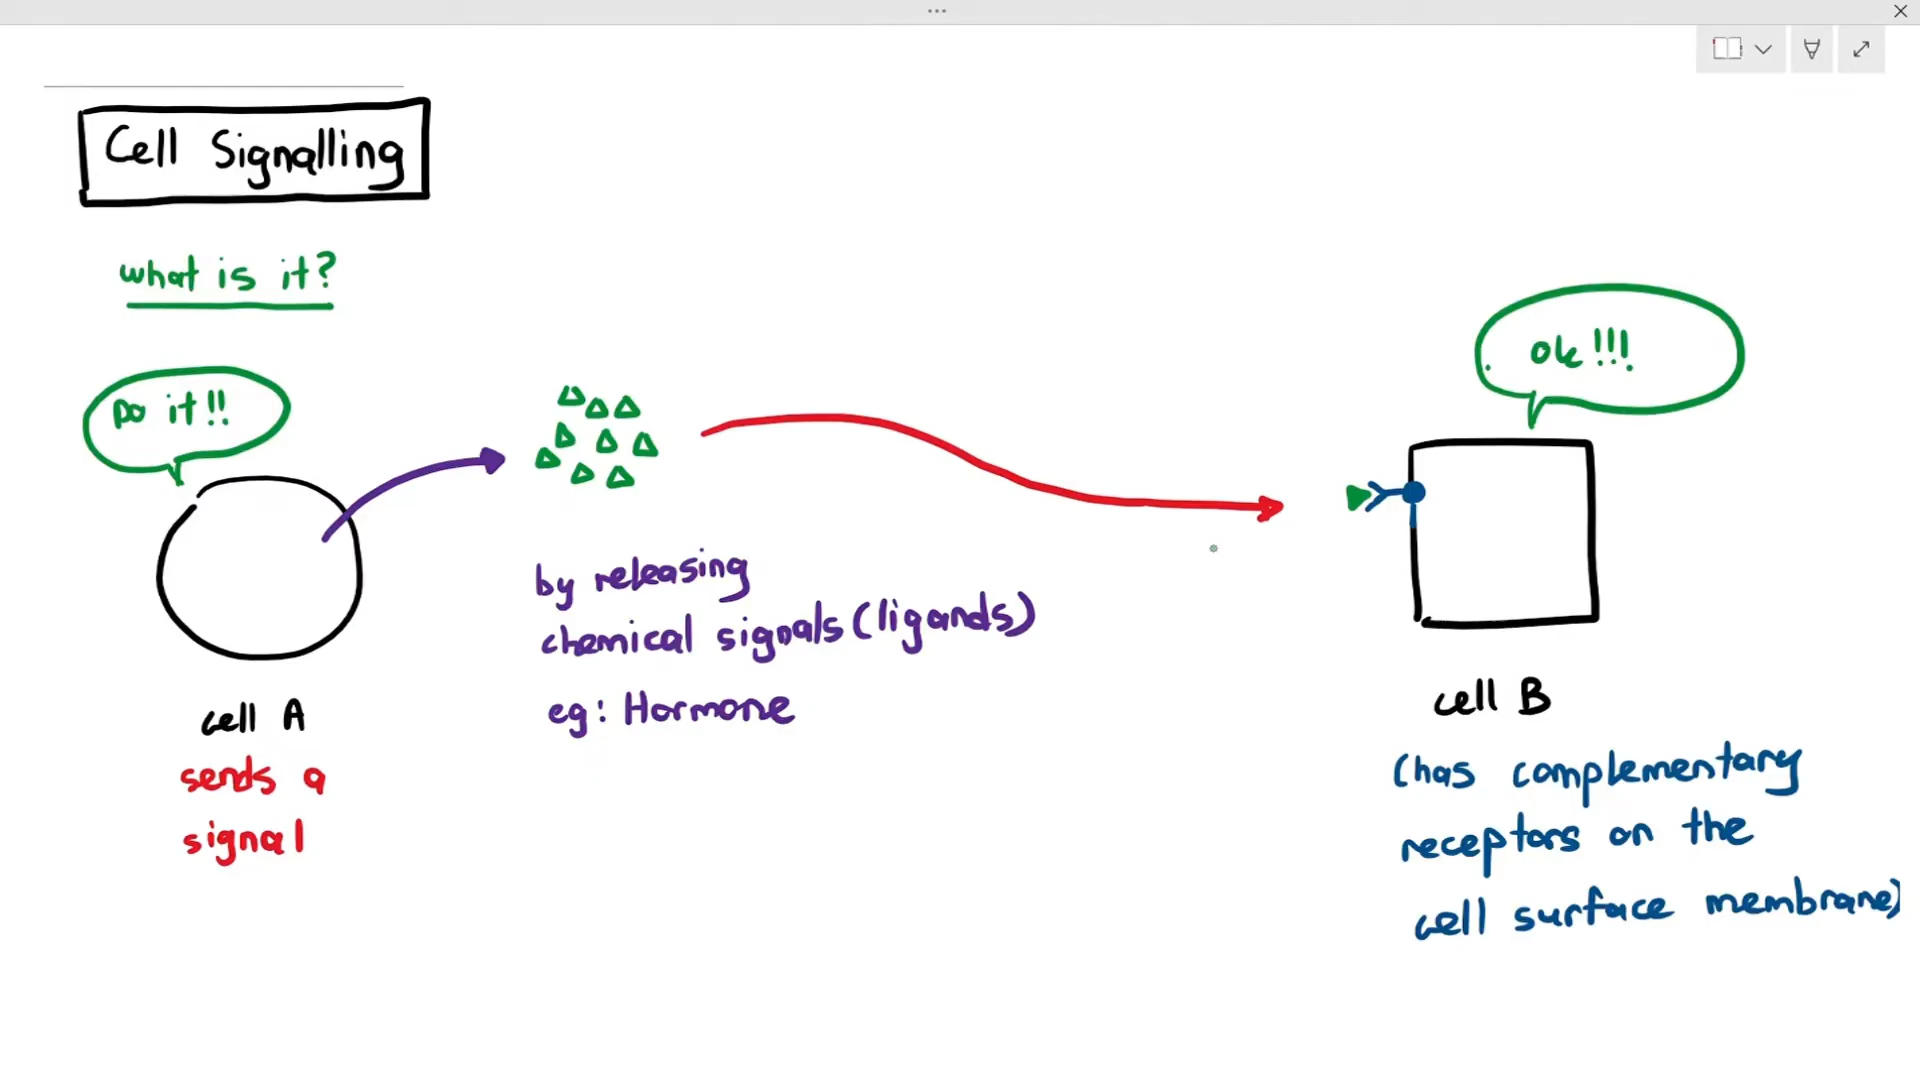 Cell Signalling
what is it?
Do it!!
ok!!!
by releasing
chemical signals (ligands)
eg: Hormone
cell A
sends a
signal
cell B
(has complementary
receptors on the
cell surface membrane)